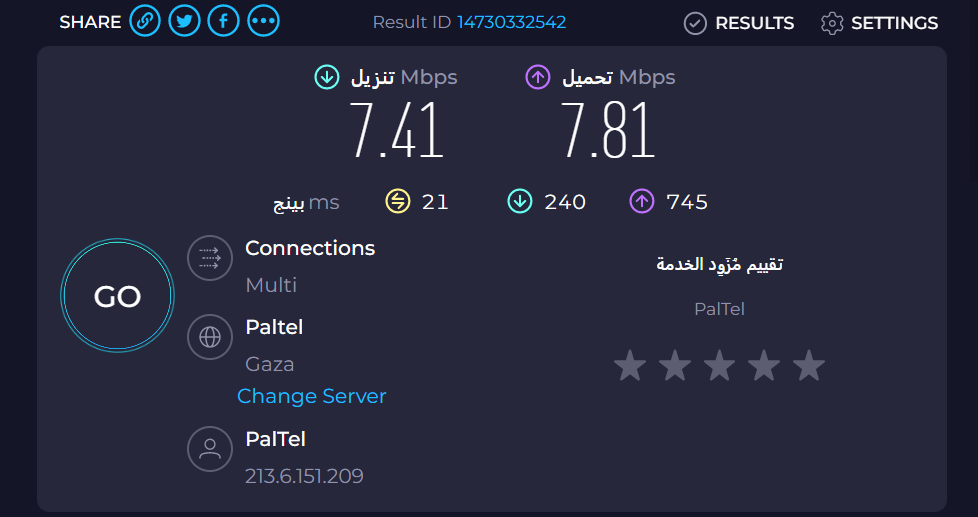 SHARE Result ID 14730332542 RESULTS SETTINGS
تنزيل Mbps تحميل Mbps
7.41 7.81
بينج ms 21 240 745
GO
Connections
Multi
Paltel
Gaza
Change Server
PalTel
213.6.151.209
تقييم مُزَوِد الخدمة
PalTel